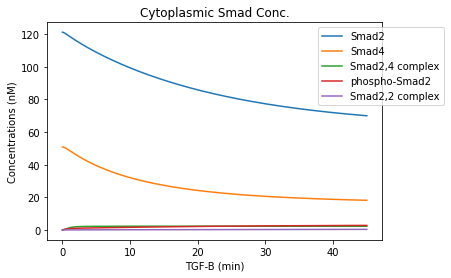 Cytoplasmic Smad Conc.
Smad2
Smad4
Smad2,4 complex
phospho-Smad2
Smad2,2 complex
Concentrations (nM)
120
100
80
60
40
20
0
0
10
20
30
40
TGF-B (min)